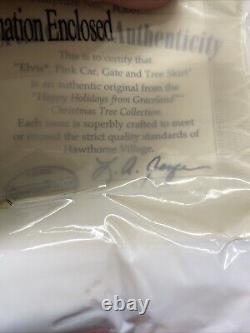 mation Enclosed
Authenticity
This is to certify that
"Elvis®, Pink Car, Gate and Tree Skirt"
is an authentic original from the
"Happy Holidays from Graceland"
Christmas Tree Collection.
Each issue is superbly crafted to meet
or exceed the strict quality standards of
Hawthorne Village.